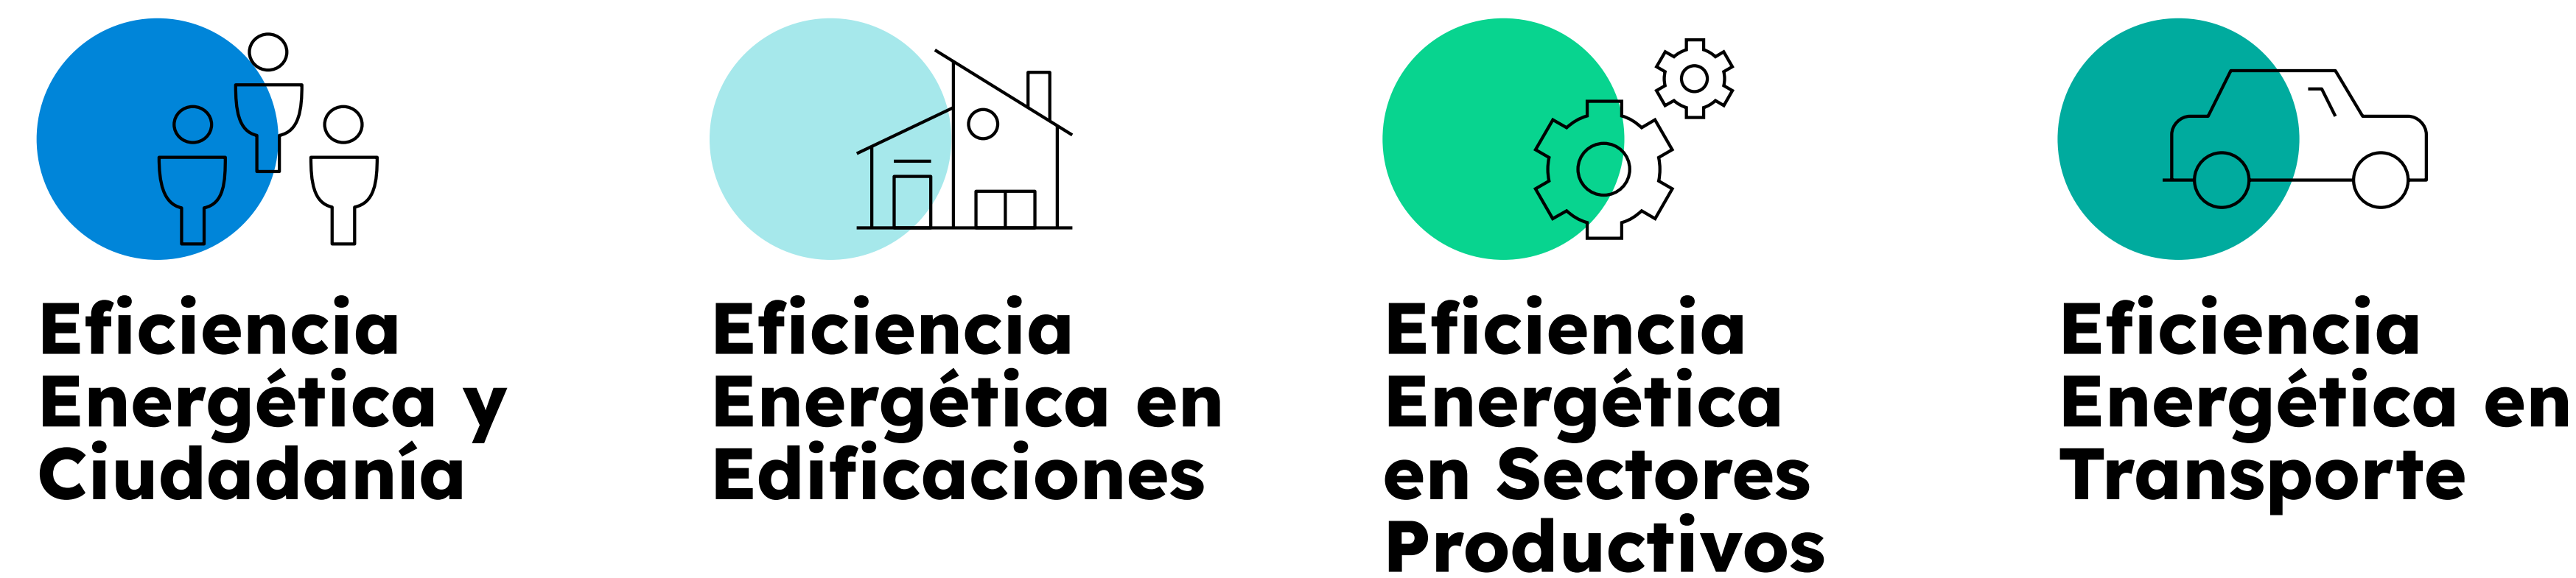 Eficiencia
Energética y
Ciudadanía
Eficiencia
Energética en
Edificaciones
Eficiencia
Energética
en Sectores
Productivos
Eficiencia
Energética en
Transporte